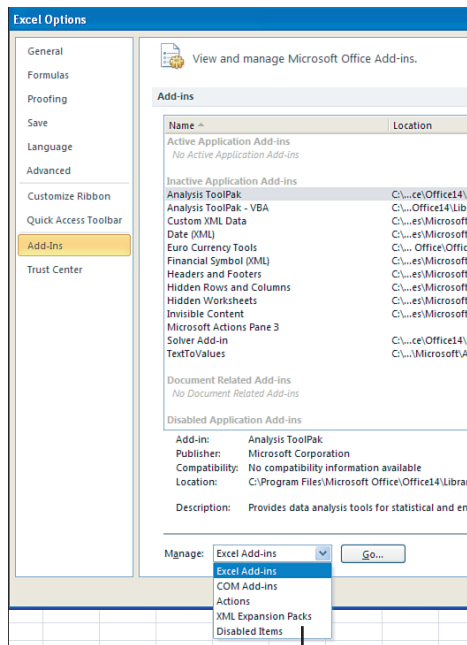 Excel Options
General
Formulas
Proofing
Save
Language
Advanced
Customize Ribbon
Quick Access Toolbar
Add-Ins
Trust Center
View and manage Microsoft Office Add-ins.
Add-ins
Name Location
Active Application Add-ins
No Active Application Add-ins
Inactive Application Add-ins
Analysis ToolPak C:\...ce\Office14\
Analysis ToolPak - VBA C:\...Office14\Lib
Custom XML Data C:\...es\Microsoft
Date (XML) C:\...es\Microsoft
Euro Currency Tools C:\... Office\Offic
Financial Symbol (XML) C:\...es\Microsoft
Headers and Footers C:\...es\Microsoft
Hidden Rows and Columns C:\...es\Microsoft
Hidden Worksheets C:\...es\Microsoft
Invisible Content C:\...es\Microsoft
Microsoft Actions Pane 3
Solver Add-in C:\...ce\Office14\
TextToValues C:\...\Microsoft\A
Document Related Add-ins
No Document Related Add-ins
Disabled Application Add-ins
Add-in: Analysis ToolPak
Publisher: Microsoft Corporation
Compatibility: No compatibility information available
Location: C:\Program Files\Microsoft Office\Office14\Librar
Description: Provides data analysis tools for statistical and en
Manage: Excel Add-ins Go...
Excel Add-ins
COM Add-ins
Actions
XML Expansion Packs
Disabled Items